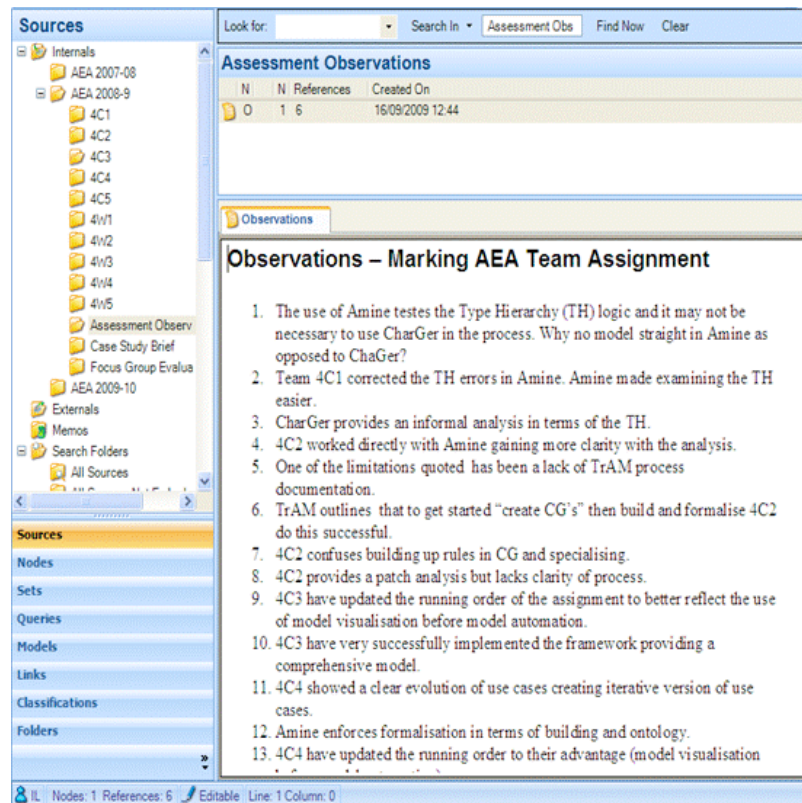 Sources
Look for:
Search In
Assessment Obs
Find Now
Clear
Internals
AEA 2007-08
AEA 2008-9
4C1
4C2
4C3
4C4
4C5
4W1
4W2
4W3
4W4
4W5
Assessment Observ
Case Study Brief
Focus Group Evalua
AEA 2009-10
Externals
Memos
Search Folders
All Sources
Sources
Nodes
Sets
Queries
Models
Links
Classifications
Folders
»
Assessment Observations
N N References Created On
O 1 6 16/09/2009 12:44
Observations
Observations – Marking AEA Team Assignment
1. The use of Amine testes the Type Hierarchy (TH) logic and it may not be
necessary to use CharGer in the process. Why no model straight in Amine as
opposed to ChaGer?
2. Team 4C1 corrected the TH errors in Amine. Amine made examining the TH
easier.
3. CharGer provides an informal analysis in terms of the TH.
4. 4C2 worked directly with Amine gaining more clarity with the analysis.
5. One of the limitations quoted has been a lack of TrAM process
documentation.
6. TrAM outlines that to get started “create CG’s” then build and formalise 4C2
do this successful.
7. 4C2 confuses building up rules in CG and specialising.
8. 4C2 provides a patch analysis but lacks clarity of process.
9. 4C3 have updated the running order of the assignment to better reflect the use
of model visualisation before model automation.
10. 4C3 have very successfully implemented the framework providing a
comprehensive model.
11. 4C4 showed a clear evolution of use cases creating iterative version of use
cases.
12. Amine enforces formalisation in terms of building and ontology.
13. 4C4 have updated the running order to their advantage (model visualisation
IL Nodes: 1 References: 6 Editable Line: 1 Column: 0